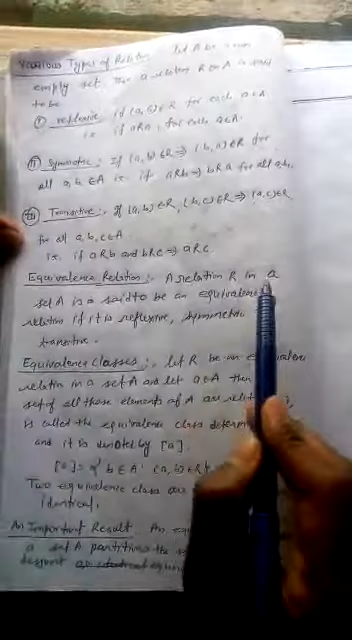 Various Types of Relation Let A be a non
empty set, then a relation R on A is said
to be
(i) reflexive if (a, a) ∈ R for each a ∈ A
i.e. if aRa, for each a ∈ A.
(ii) Symmetric: If (a, b) ∈ R ⇒ (b, a) ∈ R for
all a, b ∈ A i.e. if aRb ⇒ bRa for all a, b.
(iii) Transitive: If (a, b) ∈ R, (b, c) ∈ R ⇒ (a, c) ∈ R
for all a, b, c ∈ A.
i.e. if aRb and bRc ⇒ aRc.
Equivalence Relation:- A relation R in a
set A is a said to be an equivalence
relation if it is reflexive, symmetric
transitive.
Equivalence Classes:- let R be an equivalence
relation in a set A and let a ∈ A then
set of all those elements of A are
is called the equivalence class
and it is denoted by [a].
[a] = { b ∈ A : (a, b) ∈ R }
Two equivalence class are
identical.
An Important Result An
a set A partitions the